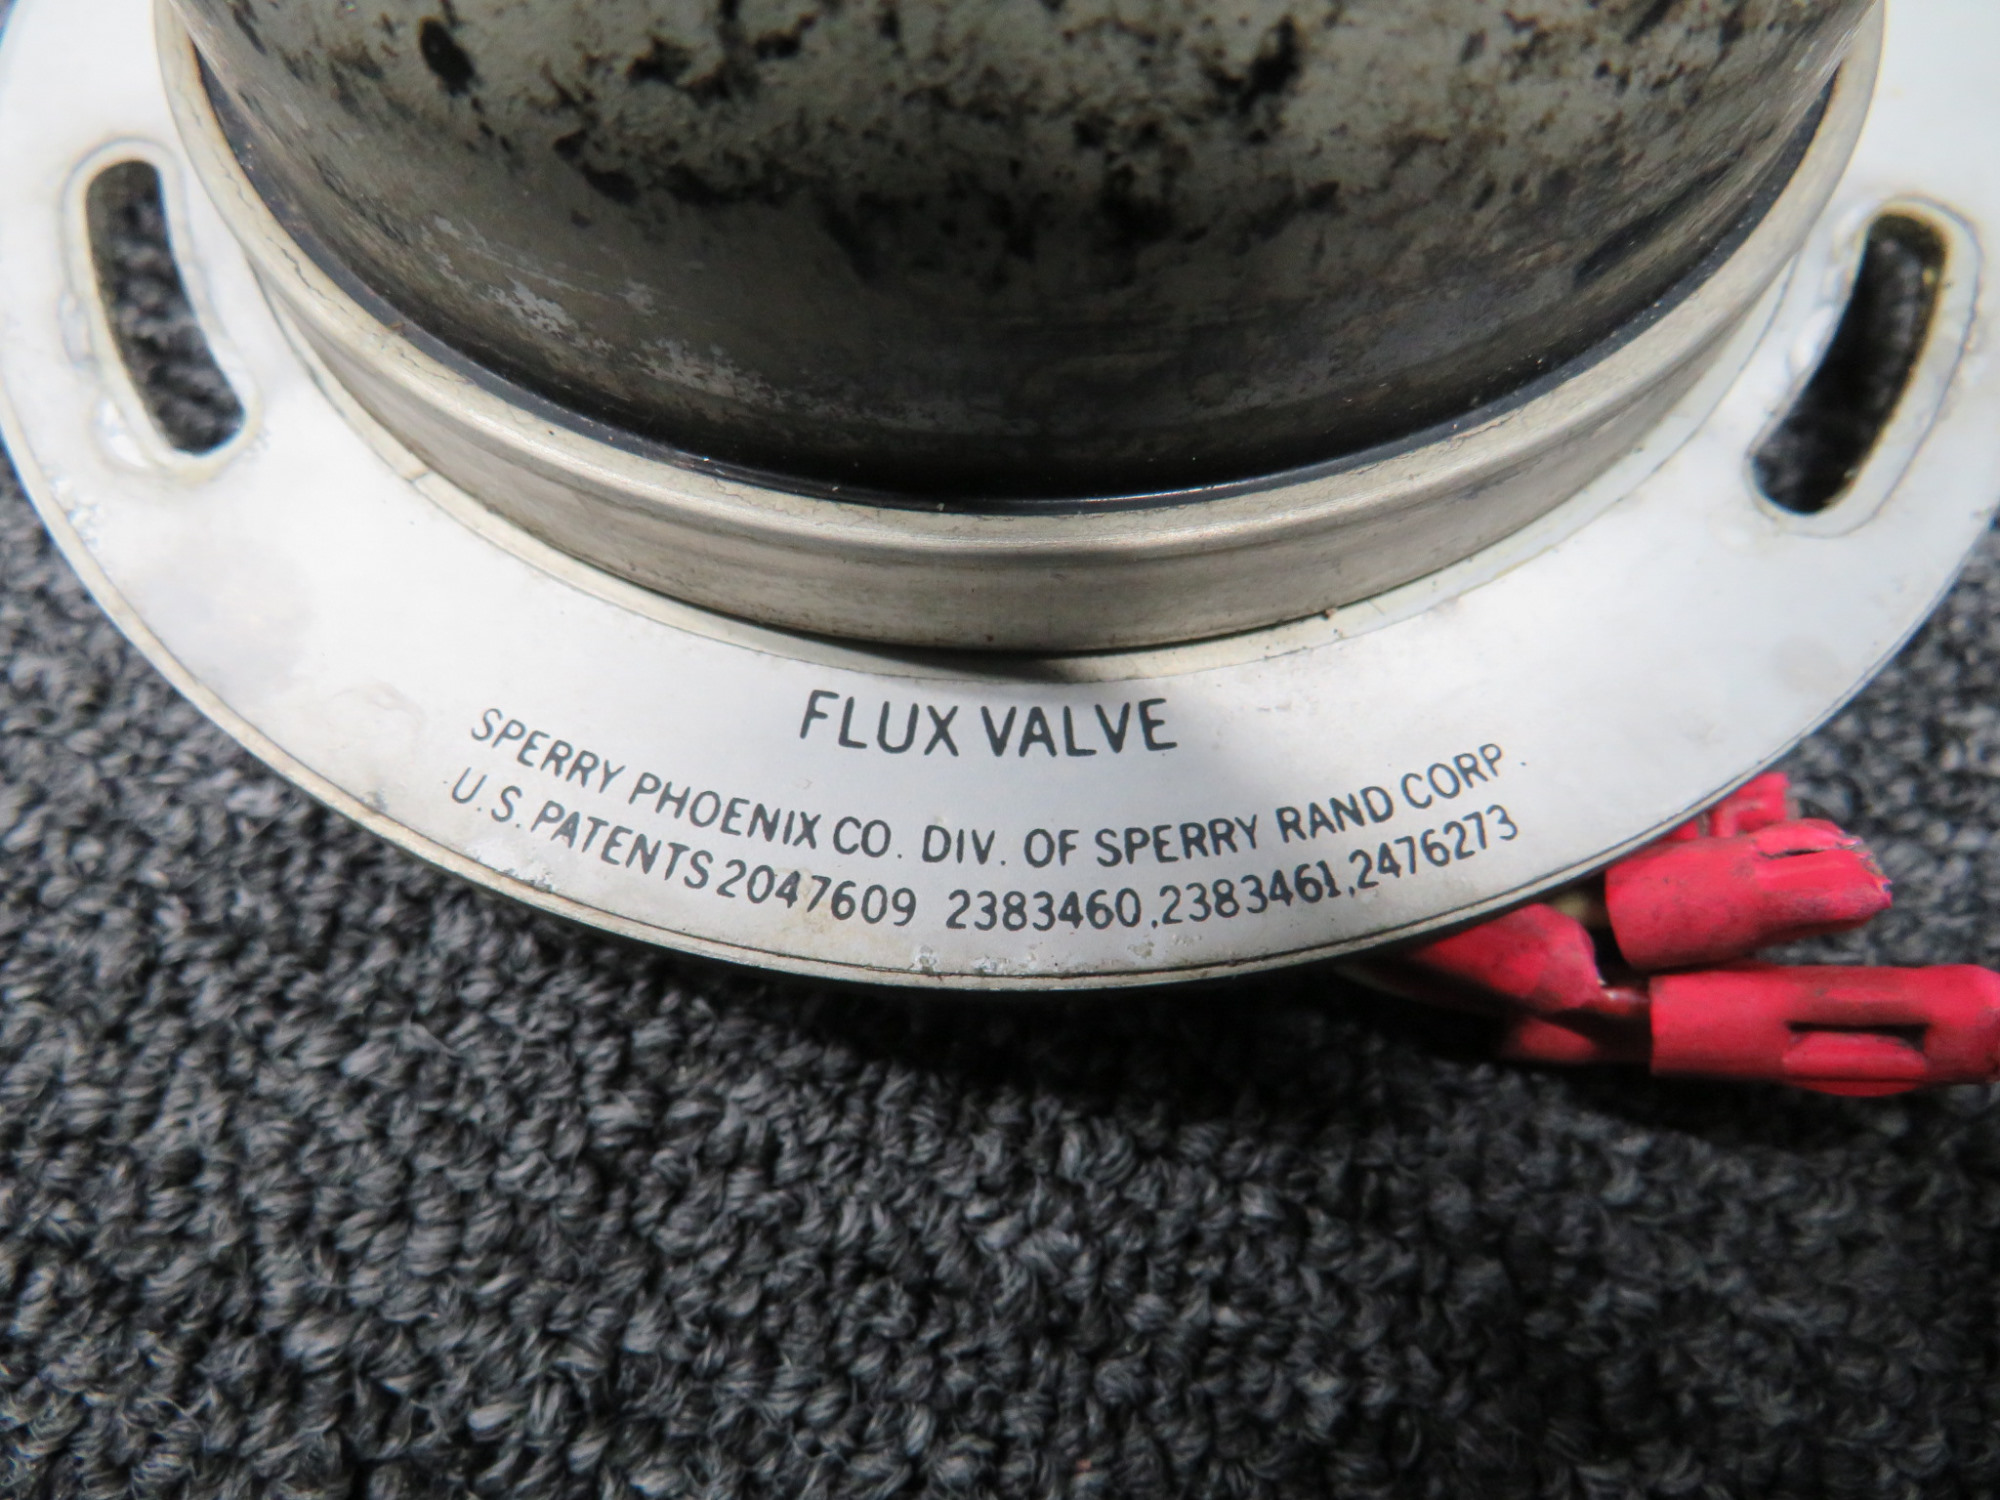 FLUX VALVE
SPERRY PHOENIX CO. DIV. OF SPERRY RAND CORP.
U.S. PATENTS 2047609 2383460, 2383461, 2476273